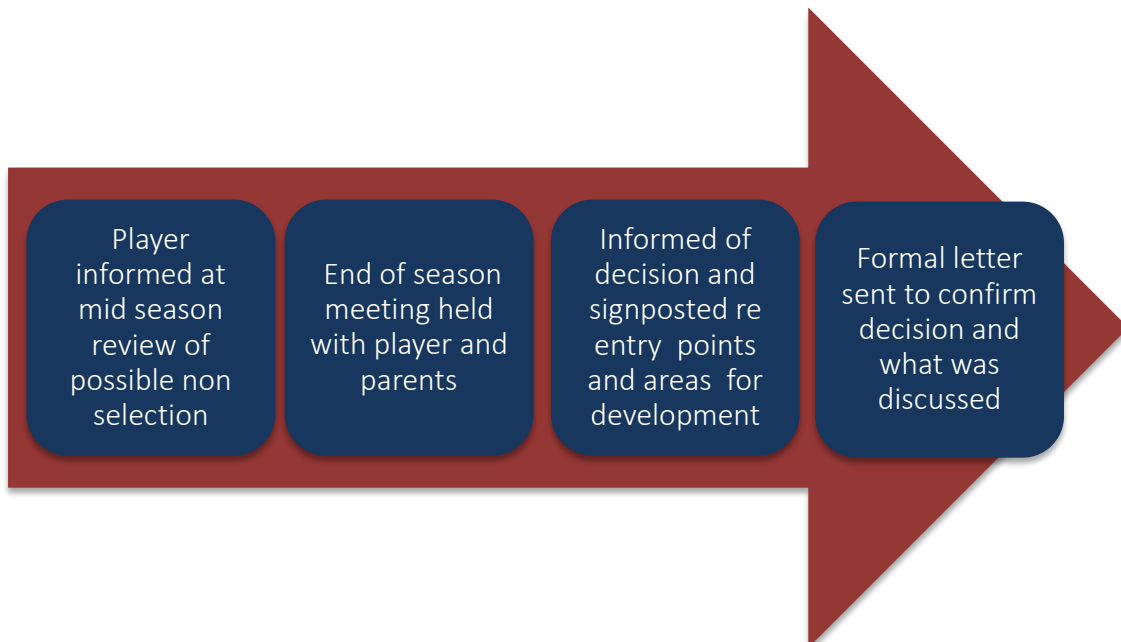 Player
informed at
mid season
review of
possible non
selection
End of season
meeting held
with player and
parents
Informed of
decision and
signposted re
entry  points
and areas  for
development
Formal letter
sent to confirm
decision and
what was
discussed